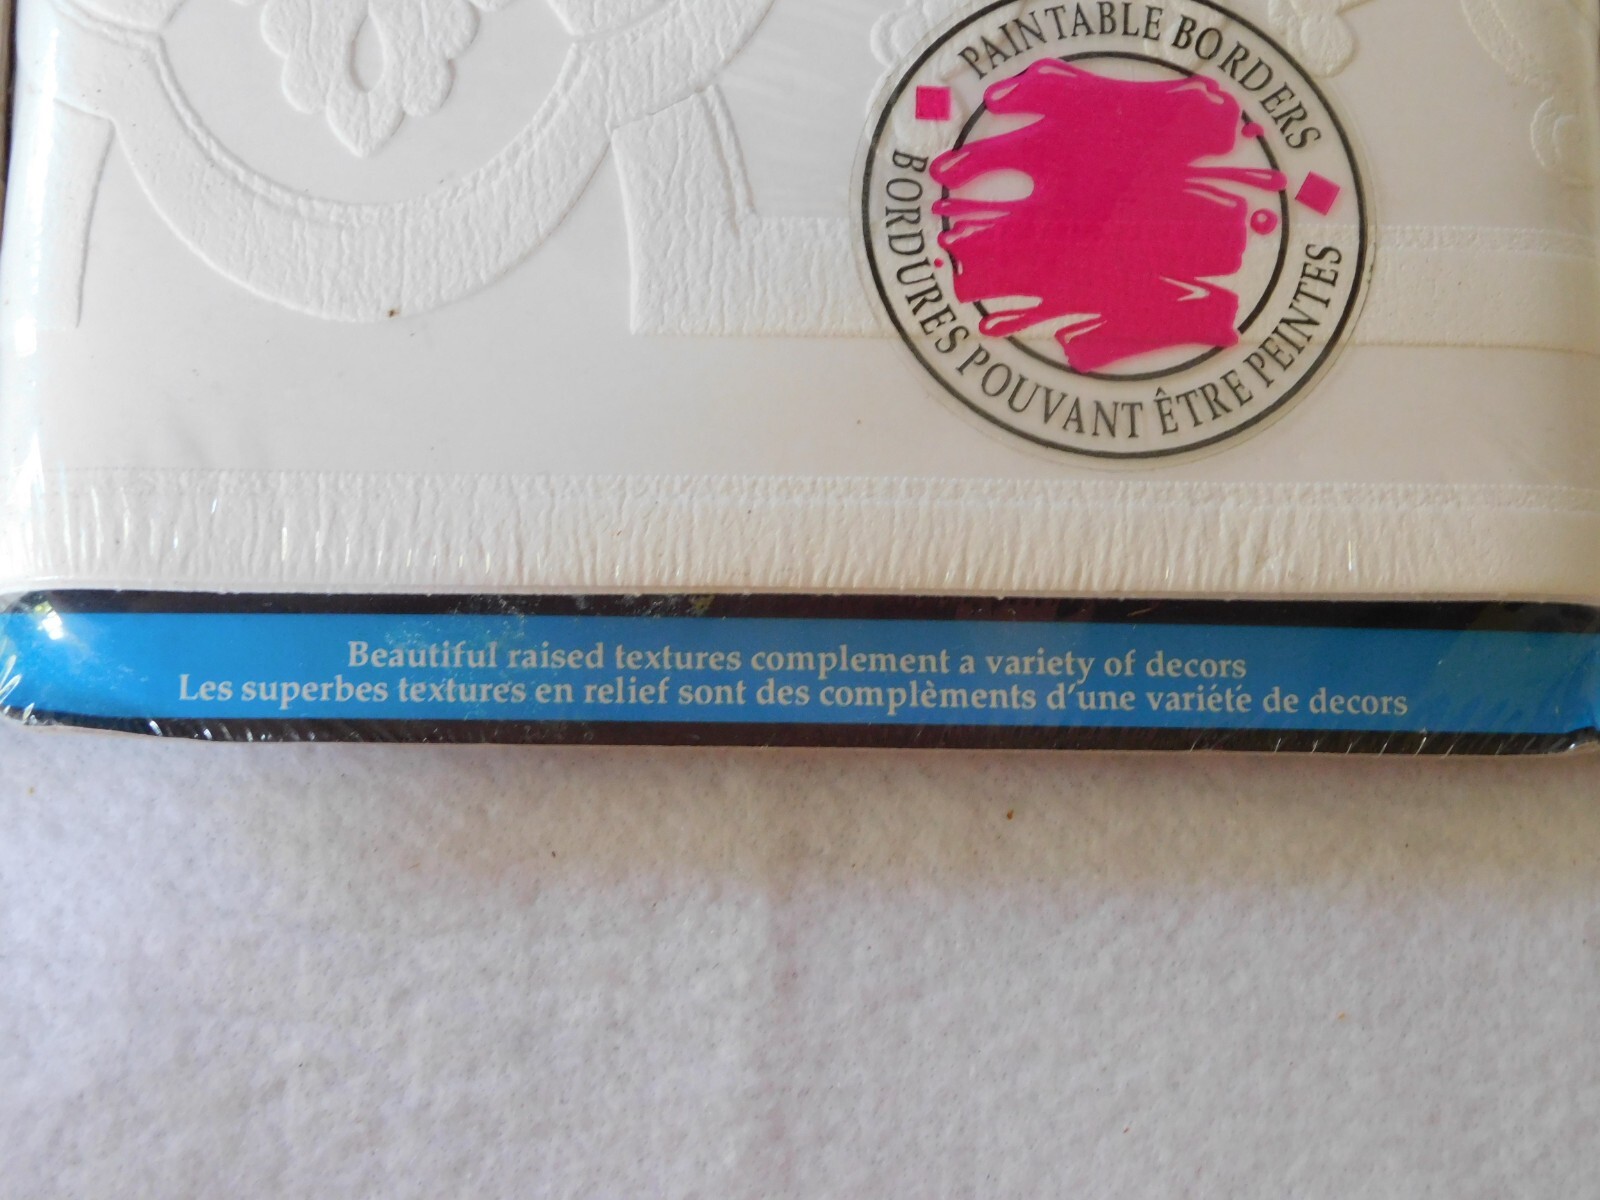 PAINTABLE BORDERS
BORDURES POUVANT ÊTRE PEINTES
Beautiful raised textures complement a variety of decors
Les superbes textures en relief sont des complèments d'une variété de decors